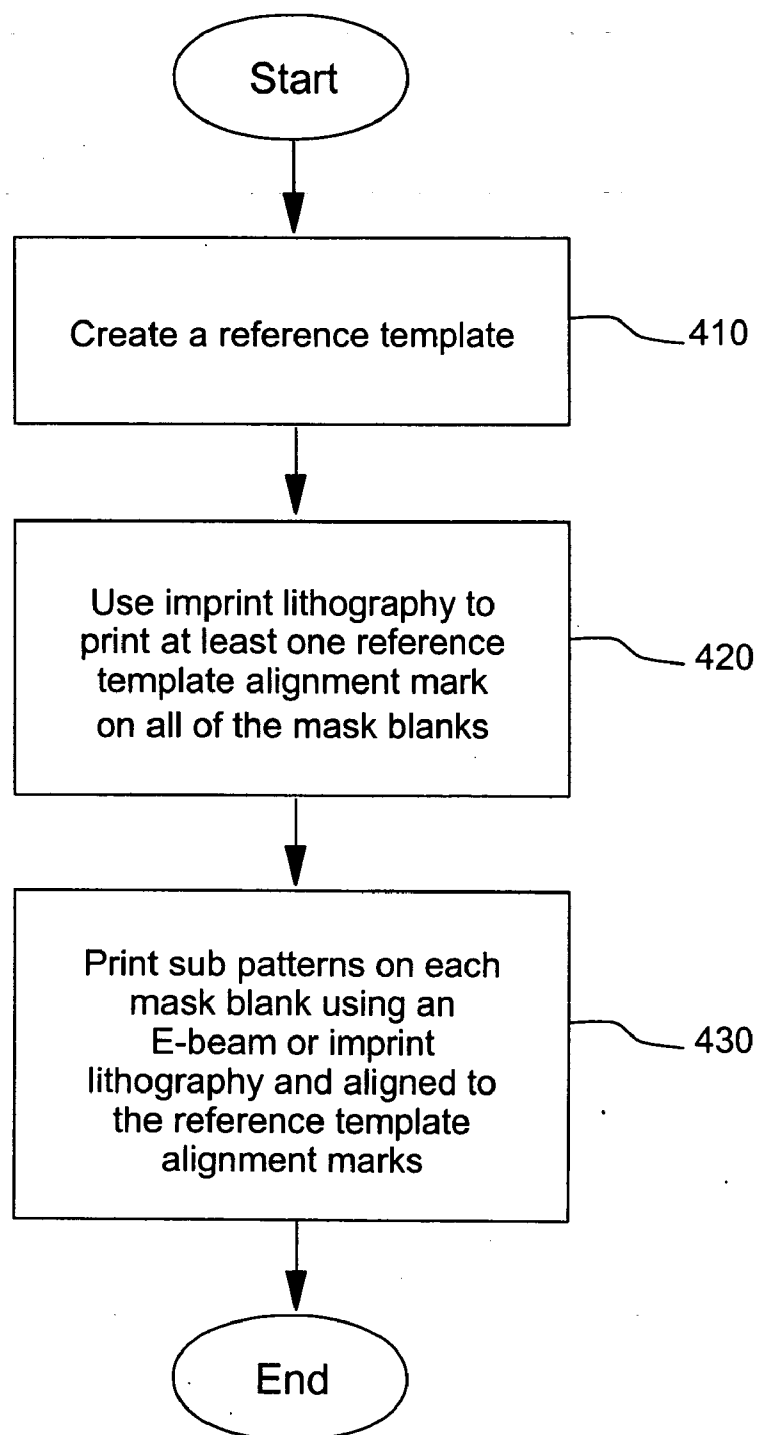 Start
Create a reference template
410
Use imprint lithography to
print at least one reference
template alignment mark
on all of the mask blanks
420
Print sub patterns on each
mask blank using an
E-beam or imprint
lithography and aligned to
the reference template
alignment marks
430
End